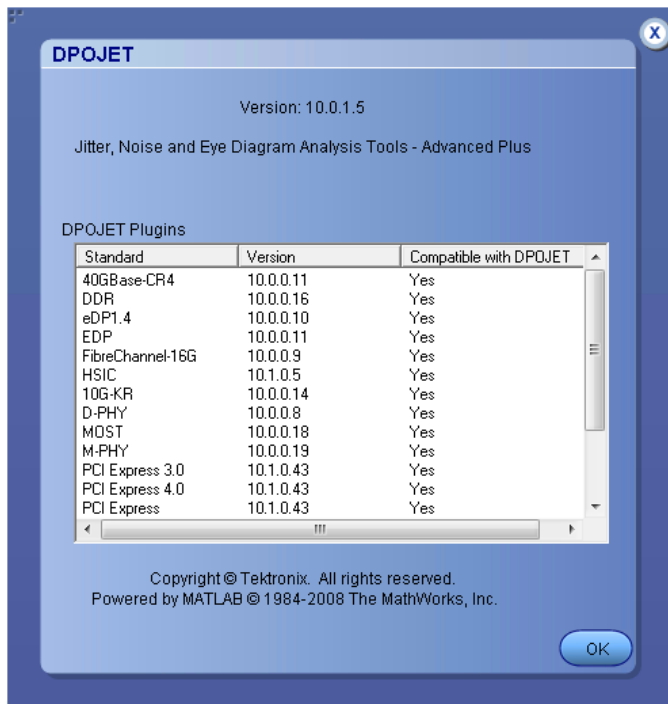 X
DPOJET
Version: 10.0.1.5
Jitter, Noise and Eye Diagram Analysis Tools - Advanced Plus
DPOJET Plugins
Standard Version Compatible with DPOJET
40GBase-CR4 10.0.0.11 Yes
DDR 10.0.0.16 Yes
eDP1.4 10.0.0.10 Yes
EDP 10.0.0.11 Yes
FibreChannel-16G 10.0.0.9 Yes
HSIC 10.1.0.5 Yes
10G-KR 10.0.0.14 Yes
D-PHY 10.0.0.8 Yes
MOST 10.0.0.18 Yes
M-PHY 10.0.0.19 Yes
PCI Express 3.0 10.1.0.43 Yes
PCI Express 4.0 10.1.0.43 Yes
PCI Express 10.1.0.43 Yes
Copyright © Tektronix. All rights reserved.
Powered by MATLAB © 1984-2008 The MathWorks, Inc.
OK